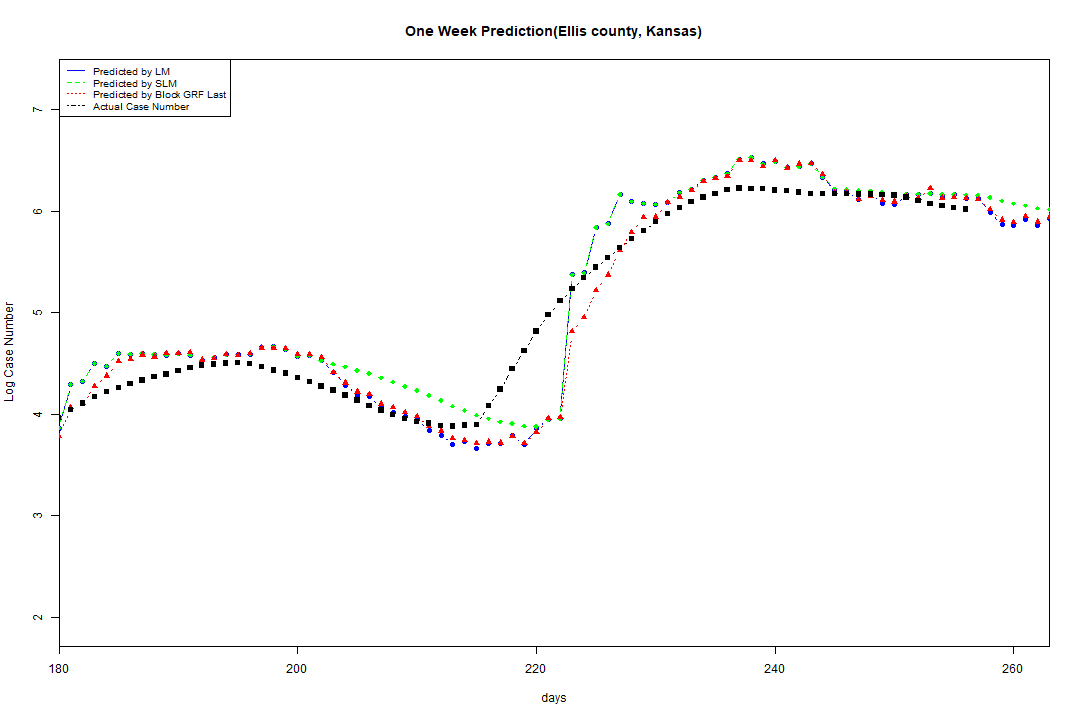 One Week Prediction(Ellis county, Kansas)
Predicted by LM
Predicted by SLM
Predicted by Block GRF Last
Actual Case Number
7
6
5
4
3
2
Log Case Number
180 200 220 240 260
days